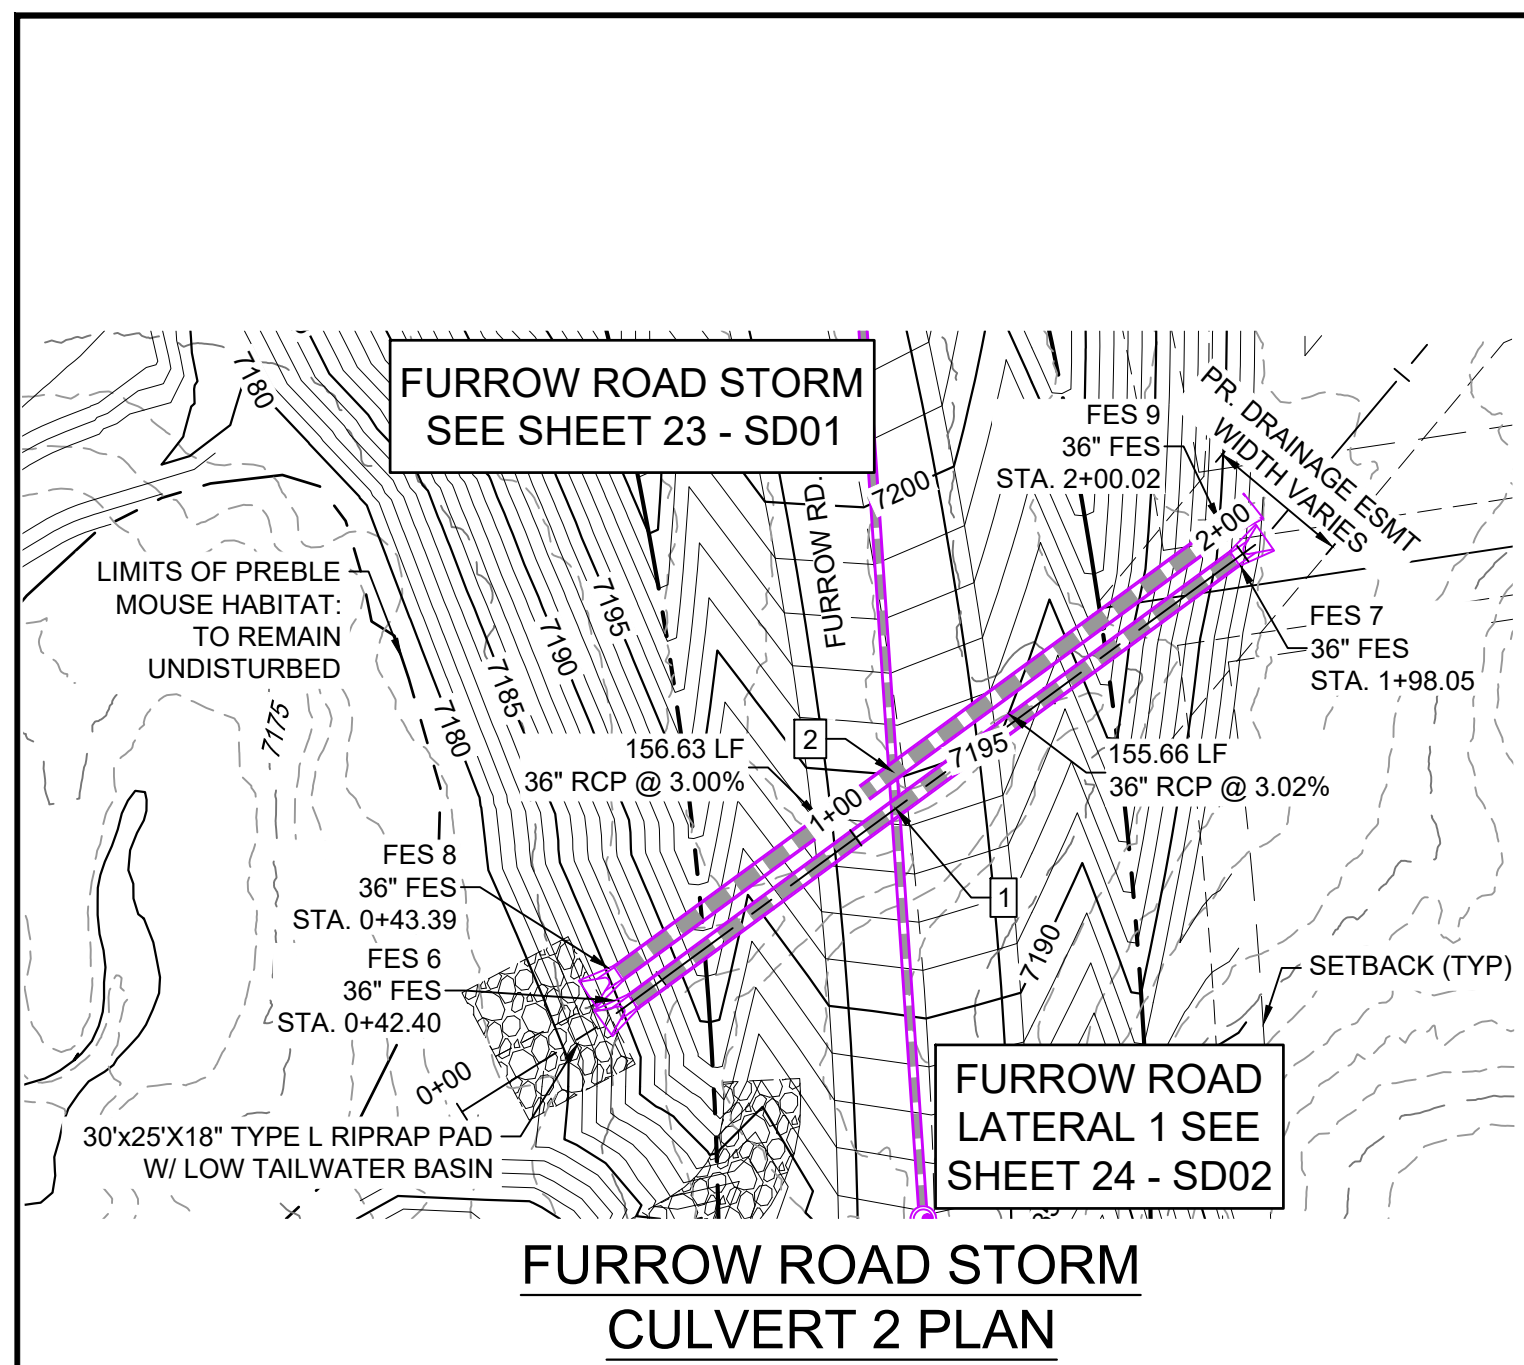 FURROW ROAD STORM
SEE SHEET 23 - SD01
7180
FURROW RD.
7200
FES 9
36" FES
STA. 2+00.02
PR. DRAINAGE ESMT
WIDTH VARIES
2+00
LIMITS OF PREBLE
MOUSE HABITAT:
TO REMAIN
UNDISTURBED
7195
7190
7185
7180
7175
FES 7
36" FES
STA. 1+98.05
2
156.63 LF
36" RCP @ 3.00%
7195
155.66 LF
36" RCP @ 3.02%
1+00
FES 8
36" FES
STA. 0+43.39
1
FES 6
36" FES
STA. 0+42.40
7190
SETBACK (TYP)
0+00
30'x25'X18" TYPE L RIPRAP PAD
W/ LOW TAILWATER BASIN
FURROW ROAD
LATERAL 1 SEE
SHEET 24 - SD02
FURROW ROAD STORM
CULVERT 2 PLAN